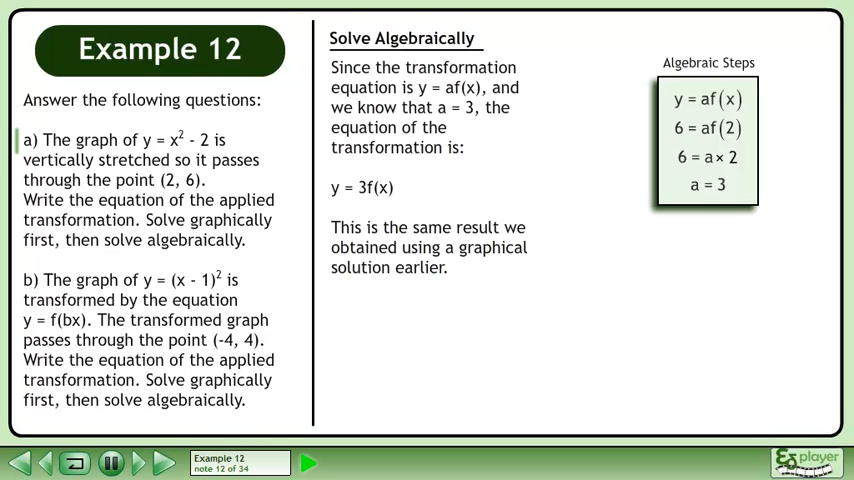 Example 12
Answer the following questions:
a) The graph of y = x² - 2 is
vertically stretched so it passes
through the point (2, 6).
Write the equation of the applied
transformation. Solve graphically
first, then solve algebraically.
b) The graph of y = (x - 1)² is
transformed by the equation
y = f(bx). The transformed graph
passes through the point (-4, 4).
Write the equation of the applied
transformation. Solve graphically
first, then solve algebraically.
Solve Algebraically
Since the transformation
equation is y = af(x), and
we know that a = 3, the
equation of the
transformation is:
y = 3f(x)
This is the same result we
obtained using a graphical
solution earlier.
Algebraic Steps
y = af(x)
6 = af(2)
6 = a × 2
a = 3
Example 12
note 12 of 34
player